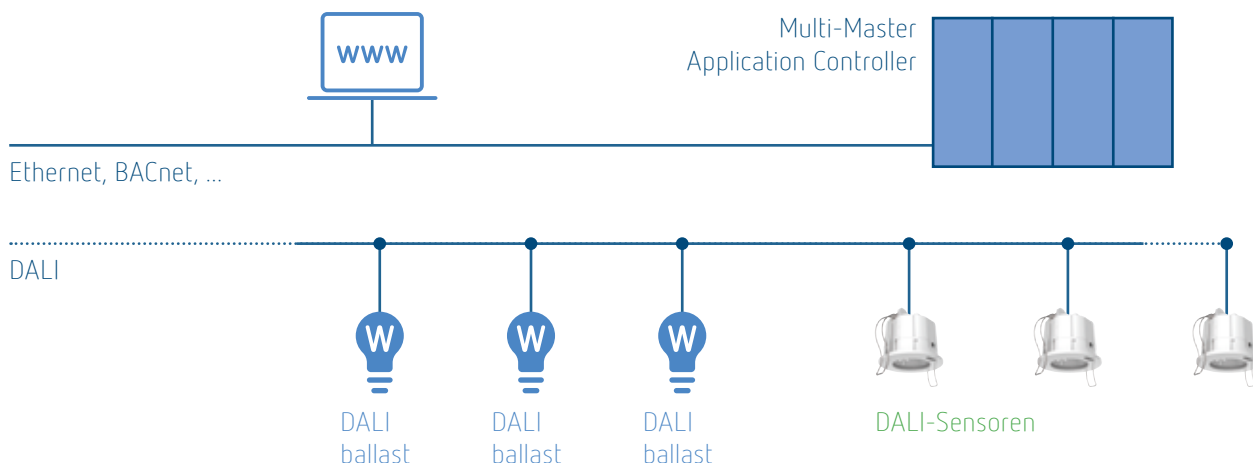 www
Multi-Master
Application Controller
Ethernet, BACnet, ...
DALI
W W W
DALI DALI DALI
ballast ballast ballast
DALI-Sensoren